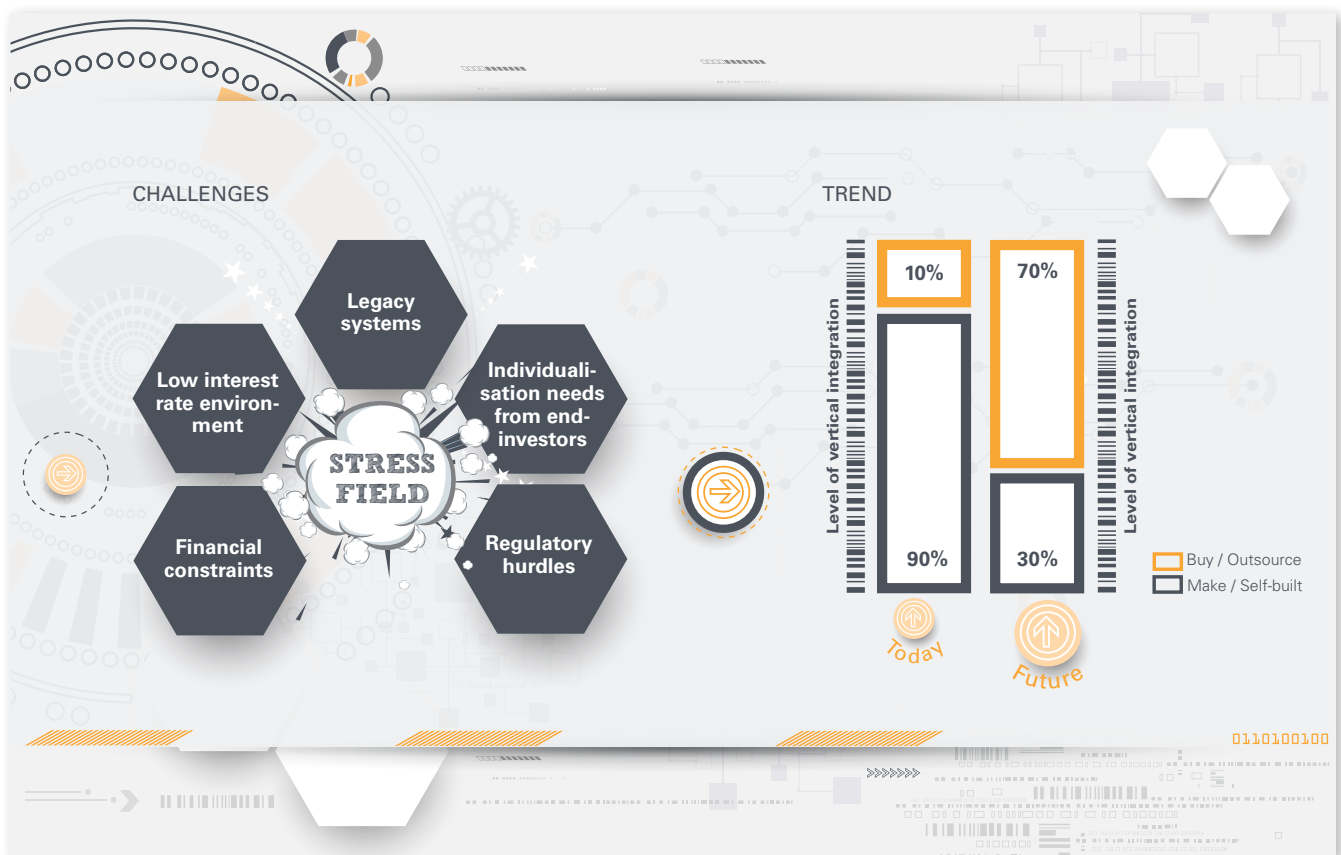 CHALLENGES
Legacy
systems
Low interest
rate environ-
ment
Individuali-
sation needs
from end-
investors
STRESS
FIELD
Financial
constraints
Regulatory
hurdles
TREND
Level of vertical integration
10%
90%
70%
30%
Level of vertical integration
Buy / Outsource
Make / Self-built
Today
Future
0110100100